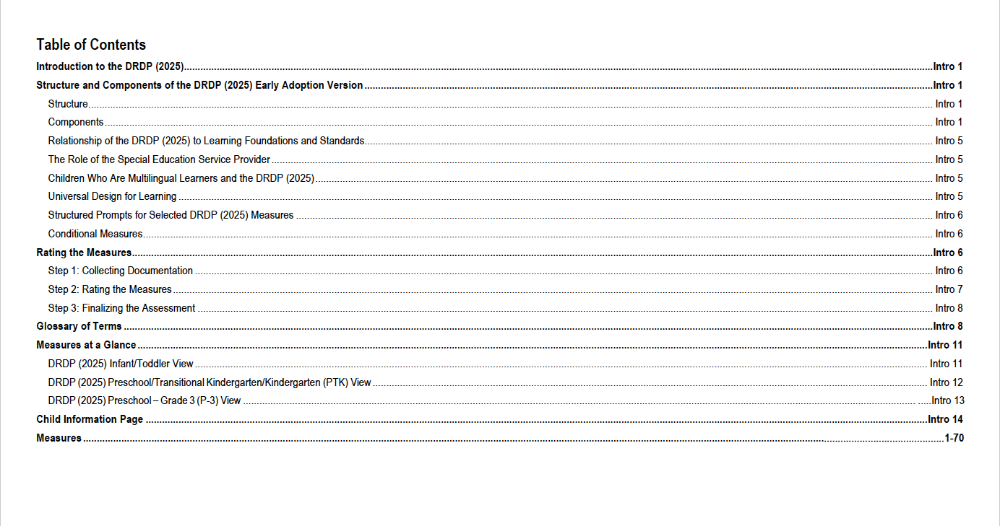 Table of Contents
Introduction to the DRDP (2025)....................Intro 1
Structure and Components of the DRDP (2025) Early Adoption Version....................Intro 1
Structure.................... Intro 1
Components.................... Intro 1
Relationship of the DRDP (2025) to Learning Foundations and Standards.................... Intro 5
The Role of the Special Education Service Provider.................... Intro 5
Children Who Are Multilingual Learners and the DRDP (2025).................... Intro 5
Universal Design for Learning.................... Intro 5
Structured Prompts for Selected DRDP (2025) Measures.................... Intro 6
Conditional Measures.................... Intro 6
Rating the Measures....................Intro 6
Step 1: Collecting Documentation.................... Intro 6
Step 2: Rating the Measures.................... Intro 7
Step 3: Finalizing the Assessment.................... Intro 8
Glossary of Terms....................Intro 8
Measures at a Glance....................Intro 11
DRDP (2025) Infant/Toddler View.................... Intro 11
DRDP (2025) Preschool/Transitional Kindergarten/Kindergarten (PTK) View.................... Intro 12
DRDP (2025) Preschool – Grade 3 (P-3) View.................... .....Intro 13
Child Information Page....................Intro 14
Measures....................1-70